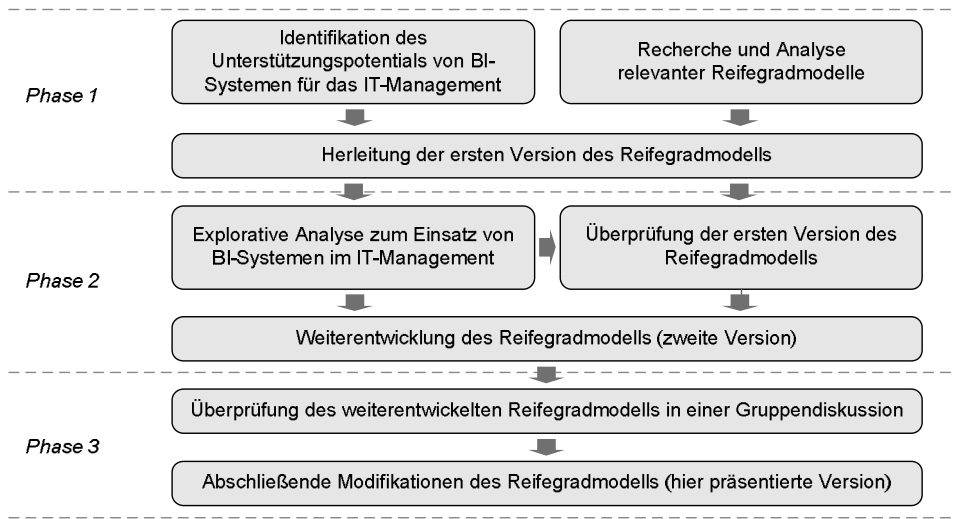 Phase 1
Identifikation des
Unterstützungspotentials von BI-
Systemen für das IT-Management
Recherche und Analyse
relevanter Reifegradmodelle
Herleitung der ersten Version des Reifegradmodells
Phase 2
Explorative Analyse zum Einsatz von
BI-Systemen im IT-Management
Überprüfung der ersten Version des
Reifegradmodells
Weiterentwicklung des Reifegradmodells (zweite Version)
Phase 3
Überprüfung des weiterentwickelten Reifegradmodells in einer Gruppendiskussion
Abschließende Modifikationen des Reifegradmodells (hier präsentierte Version)